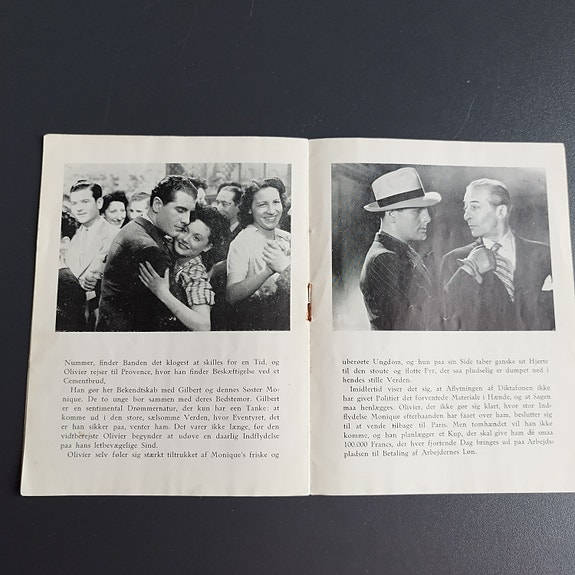 Nummer, finder Banden det klogest at skilles for en Tid, og
Olivier rejser til Provence, hvor han finder Beskæftigelse ved et
Cementbrud.
Han gør her Bekendtskab med Gilbert og dennes Søster Mo-
nique. De to unge bor sammen med deres Bedstemor. Gilbert
er en sentimental Drømmernatur, der kun har een Tanke: at
komme ud i den store, sælsomme Verden, hvor Eventyret, det
er han sikker paa, venter ham. Det varer ikke længe, før den
vidtberejste Olivier begynder at udøve en daarlig Indflydelse
paa hans letbevægelige Sind.
Olivier selv føler sig stærkt tiltrukket af Monique's friske og
uberørte Ungdom, og hun paa sin Side taber ganske sit Hjerte
til den stoute og flotte Fyr, der saa pludselig er dumpet ned i
hendes stille Verden.
Imidlertid viser det sig, at Aflytningen af Diktafonen ikke
har givet Politiet det forventede Materiale i Hænde, og at Sagen
maa henlægges. Olivier, der ikke gør sig klart, hvor stor Ind-
flydelse Monique efterhaanden har faaet over ham, beslutter sig
til at vende tilbage til Paris. Men tomhændet vil han ikke
komme, og han planlægger et Kup, der skal give ham de smaa
100.000 Francs, der hver fjortende Dag bringes ud paa Arbejds-
pladsen til Betaling af Arbejdernes Løn.